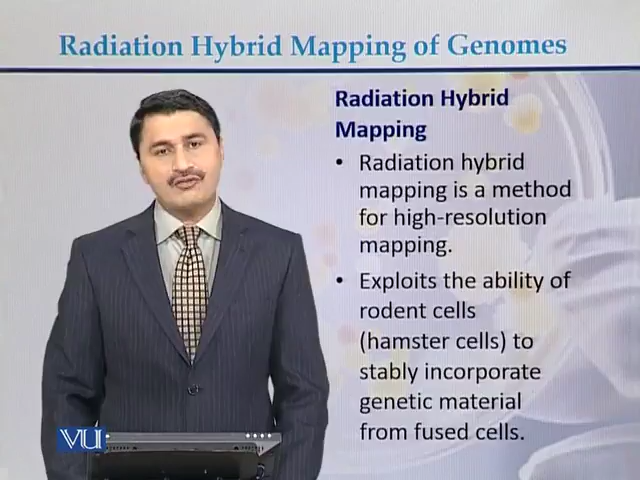 Radiation Hybrid Mapping of Genomes
Radiation Hybrid
Mapping
• Radiation hybrid
mapping is a method
for high-resolution
mapping.
• Exploits the ability of
rodent cells
(hamster cells) to
stably incorporate
genetic material
from fused cells.
VU